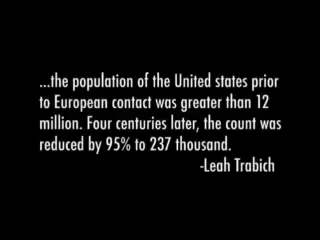 ...the population of the United states prior
to European contact was greater than 12
million. Four centuries later, the count was
reduced by 95% to 237 thousand.
-Leah Trabich